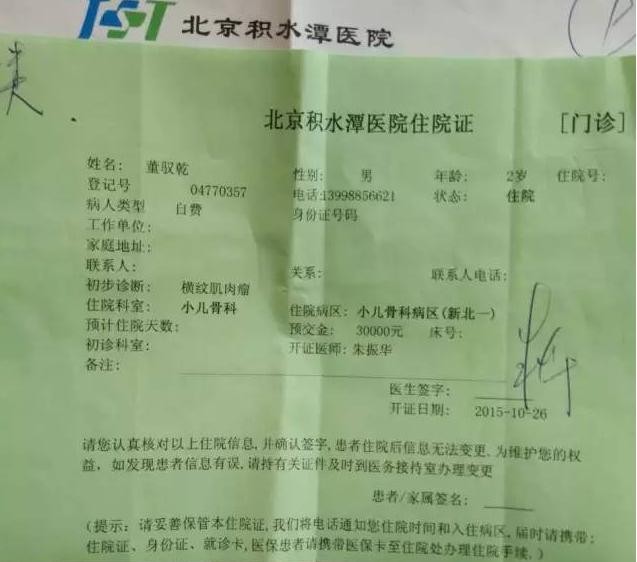 JST 北京积水潭医院
北京积水潭医院住院证 [门诊]
姓名: 董驭乾 性别: 男 年龄: 2岁 住院号:
登记号 04770357 电话:13998856621 状态: 住院
病人类型 自费 身份证号码
工作单位:
家庭地址:
联系人: 关系: 联系人电话:
初步诊断: 横纹肌肉瘤
住院科室: 小儿骨科 住院病区: 小儿骨科病区(新北一)
预计住院天数: 预交金: 30000元 床号:
初诊科室: 开证医师: 朱振华
备注:
医生签字:
开证日期: 2015-10-26
请您认真核对以上住院信息,并确认签字,患者住院后信息无法变更,为维护您的权
益, 如发现患者信息有误,请持有关证件及时到医务接待室办理变更
患者/家属签名:
(提示: 请妥善保管本住院证,我们将电话通知您住院时间和入住病区,届时请携带:
住院证、身份证、就诊卡,医保患者请携带医保卡至住院处办理住院手续.)